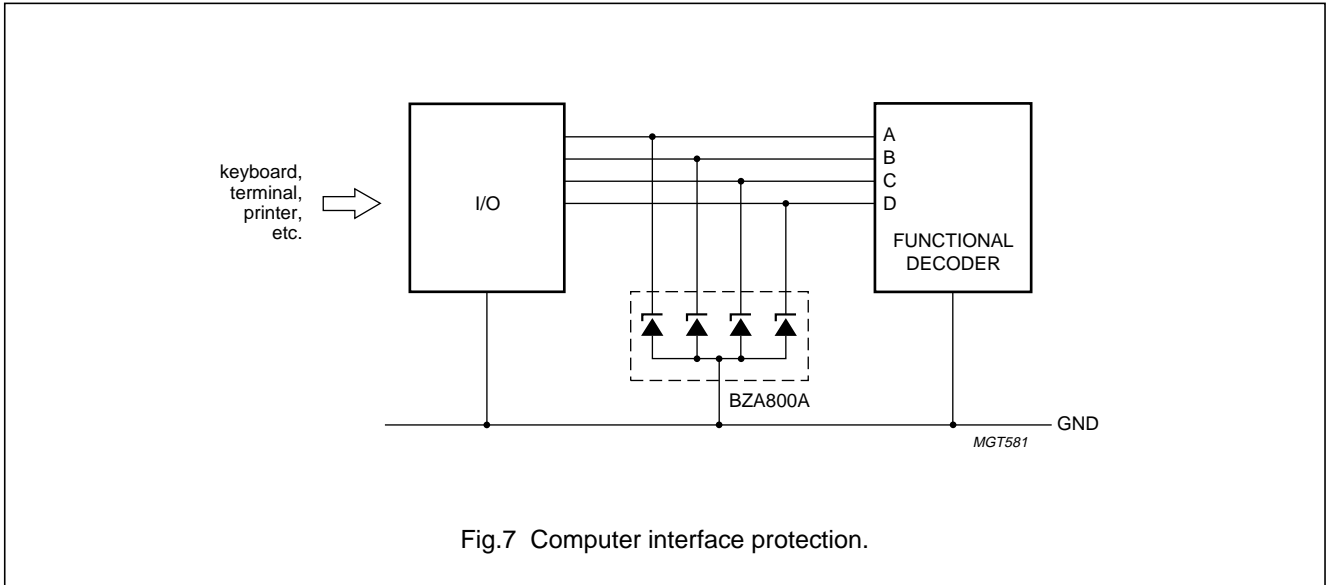 keyboard,
terminal,
printer,
etc.
I/O
A
B
C
D
FUNCTIONAL
DECODER
BZA800A
GND
MGT581
Fig.7 Computer interface protection.